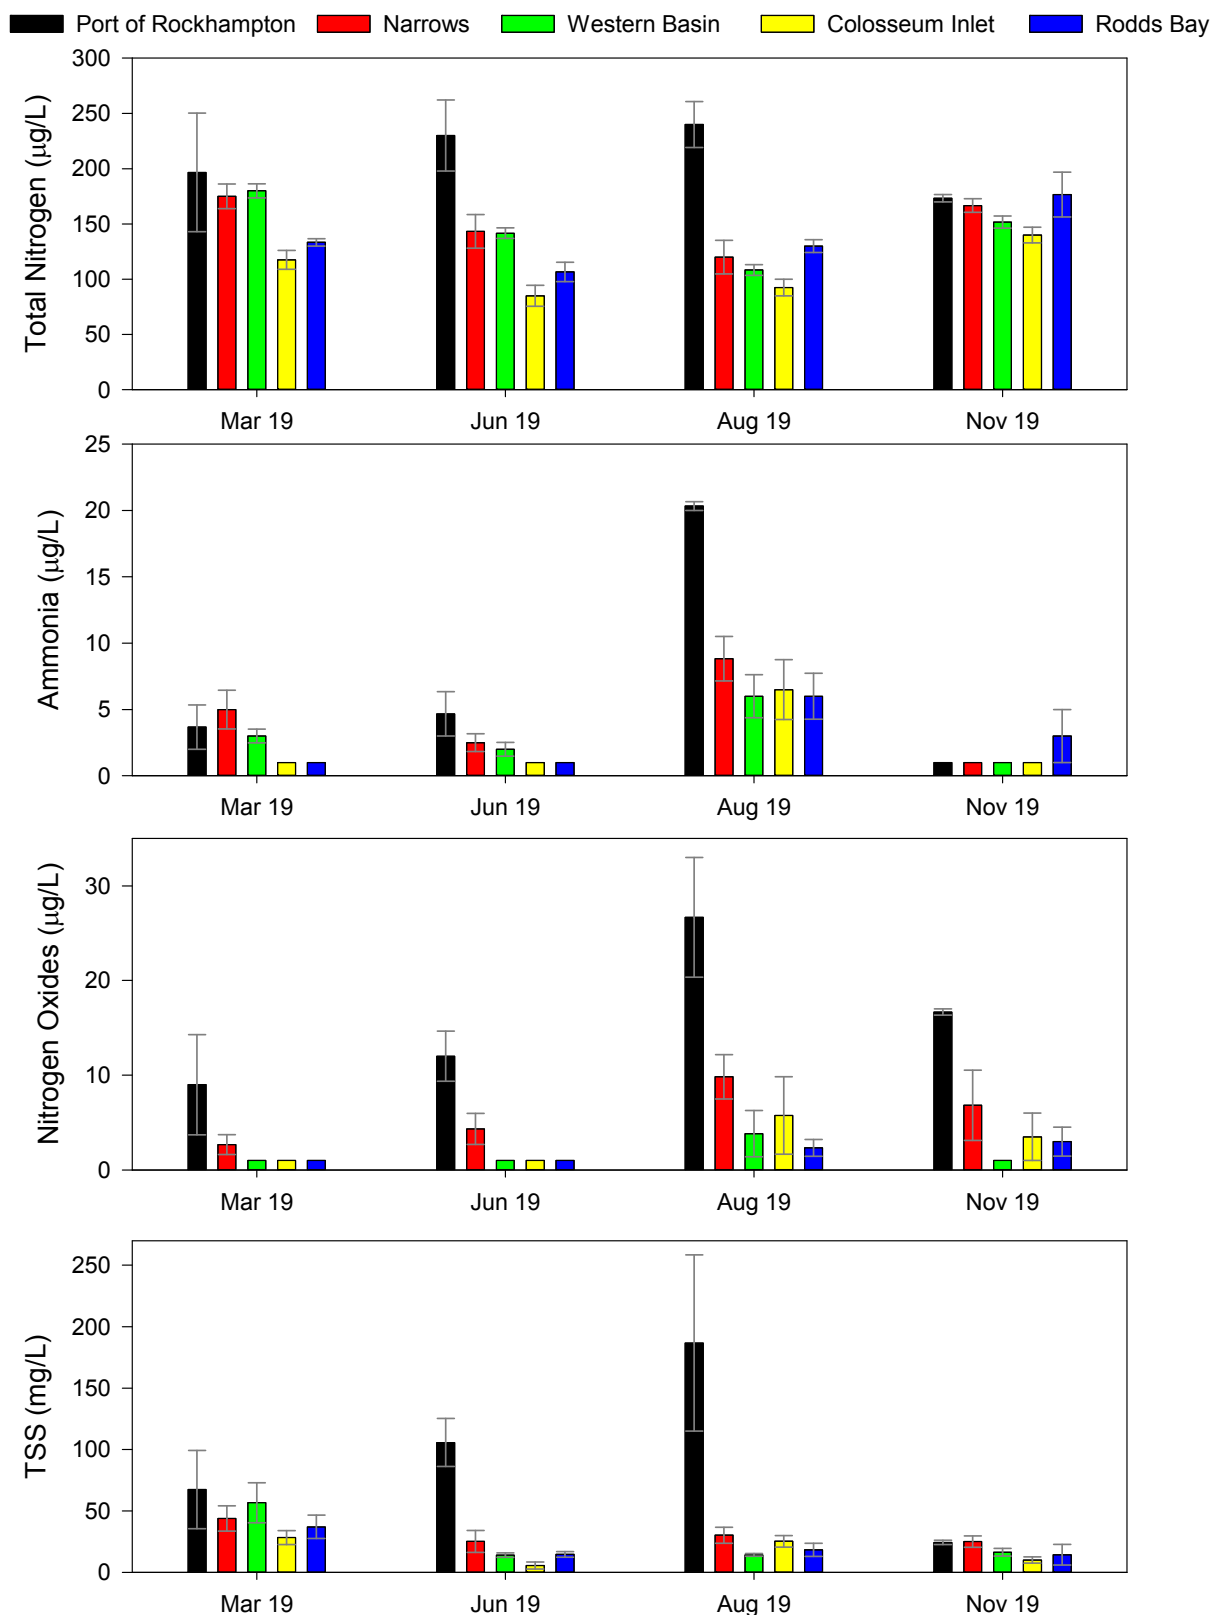 Port of Rockhampton Narrows Western Basin Colosseum Inlet Rodds Bay
Total Nitrogen (μg/L)
300
250
200
150
100
50
0
Mar 19 Jun 19 Aug 19 Nov 19
Ammonia (μg/L)
25
20
15
10
5
0
Mar 19 Jun 19 Aug 19 Nov 19
Nitrogen Oxides (μg/L)
30
20
10
0
Mar 19 Jun 19 Aug 19 Nov 19
TSS (mg/L)
250
200
150
100
50
0
Mar 19 Jun 19 Aug 19 Nov 19